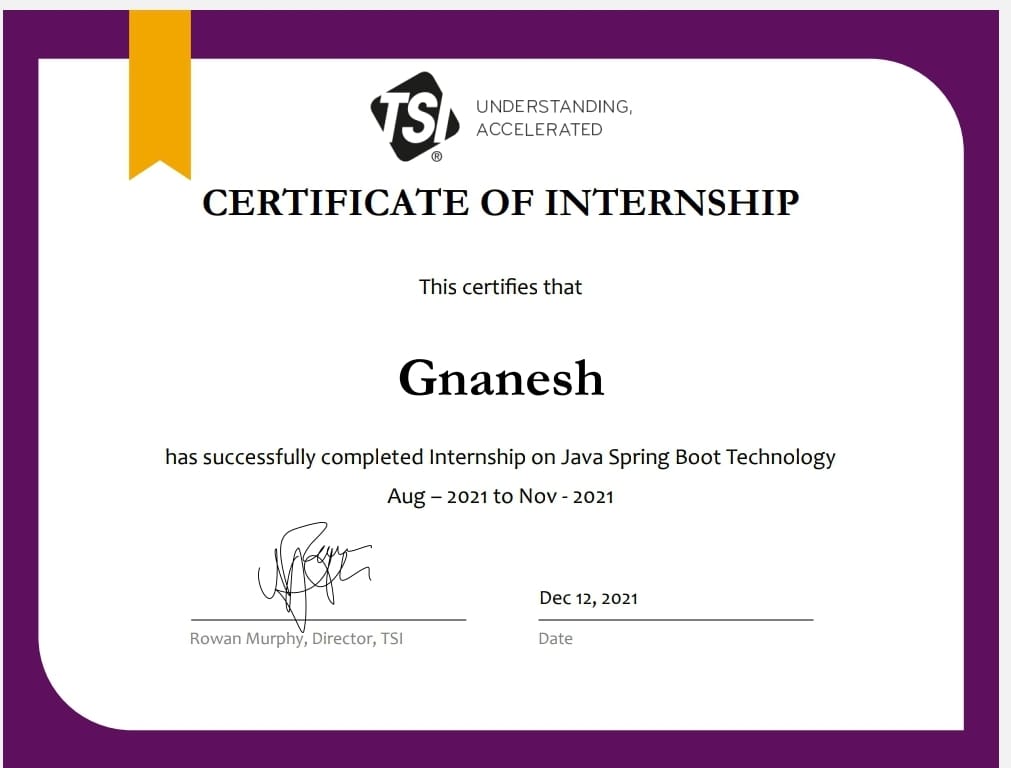 TSI®
UNDERSTANDING,
ACCELERATED
CERTIFICATE OF INTERNSHIP
This certifies that
Gnanesh
has successfully completed Internship on Java Spring Boot Technology
Aug – 2021 to Nov - 2021
Dec 12, 2021
Rowan Murphy, Director, TSI
Date